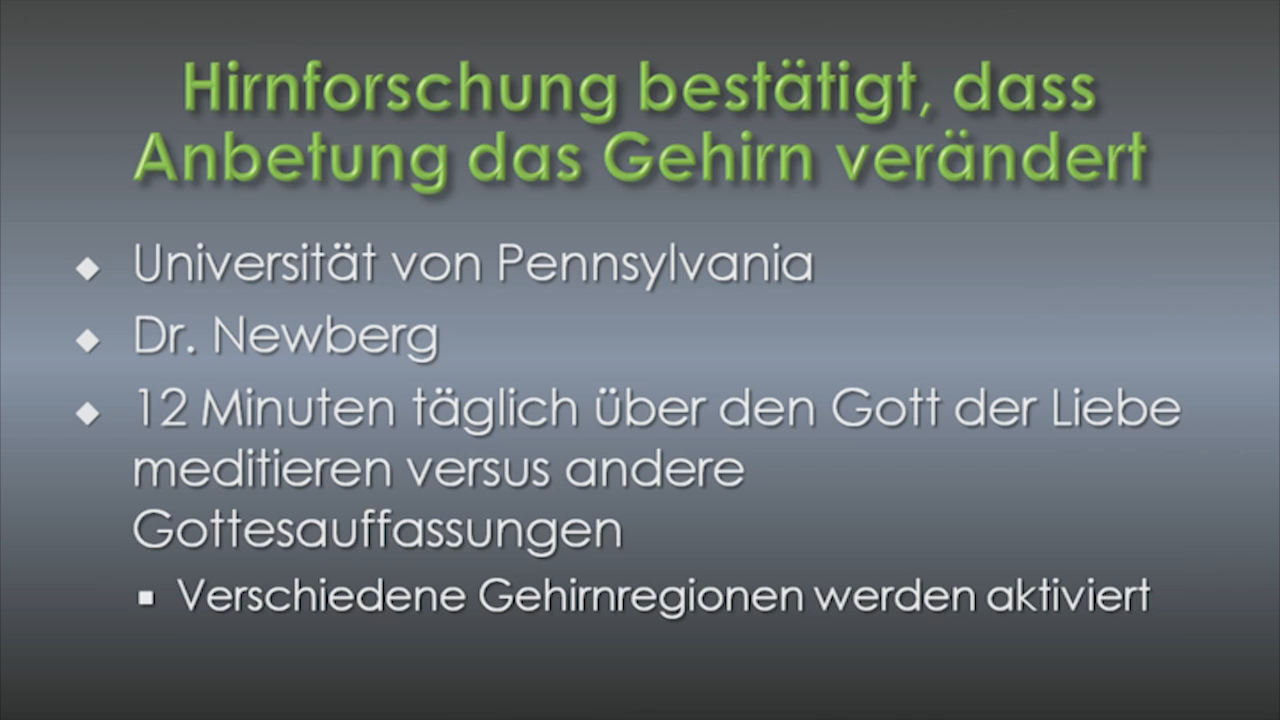 Hirnforschung bestätigt, dass
Anbetung das Gehirn verändert
Universität von Pennsylvania
Dr. Newberg
12 Minuten täglich über den Gott der Liebe
meditieren versus andere
Gottesauffassungen
Verschiedene Gehirnregionen werden aktiviert